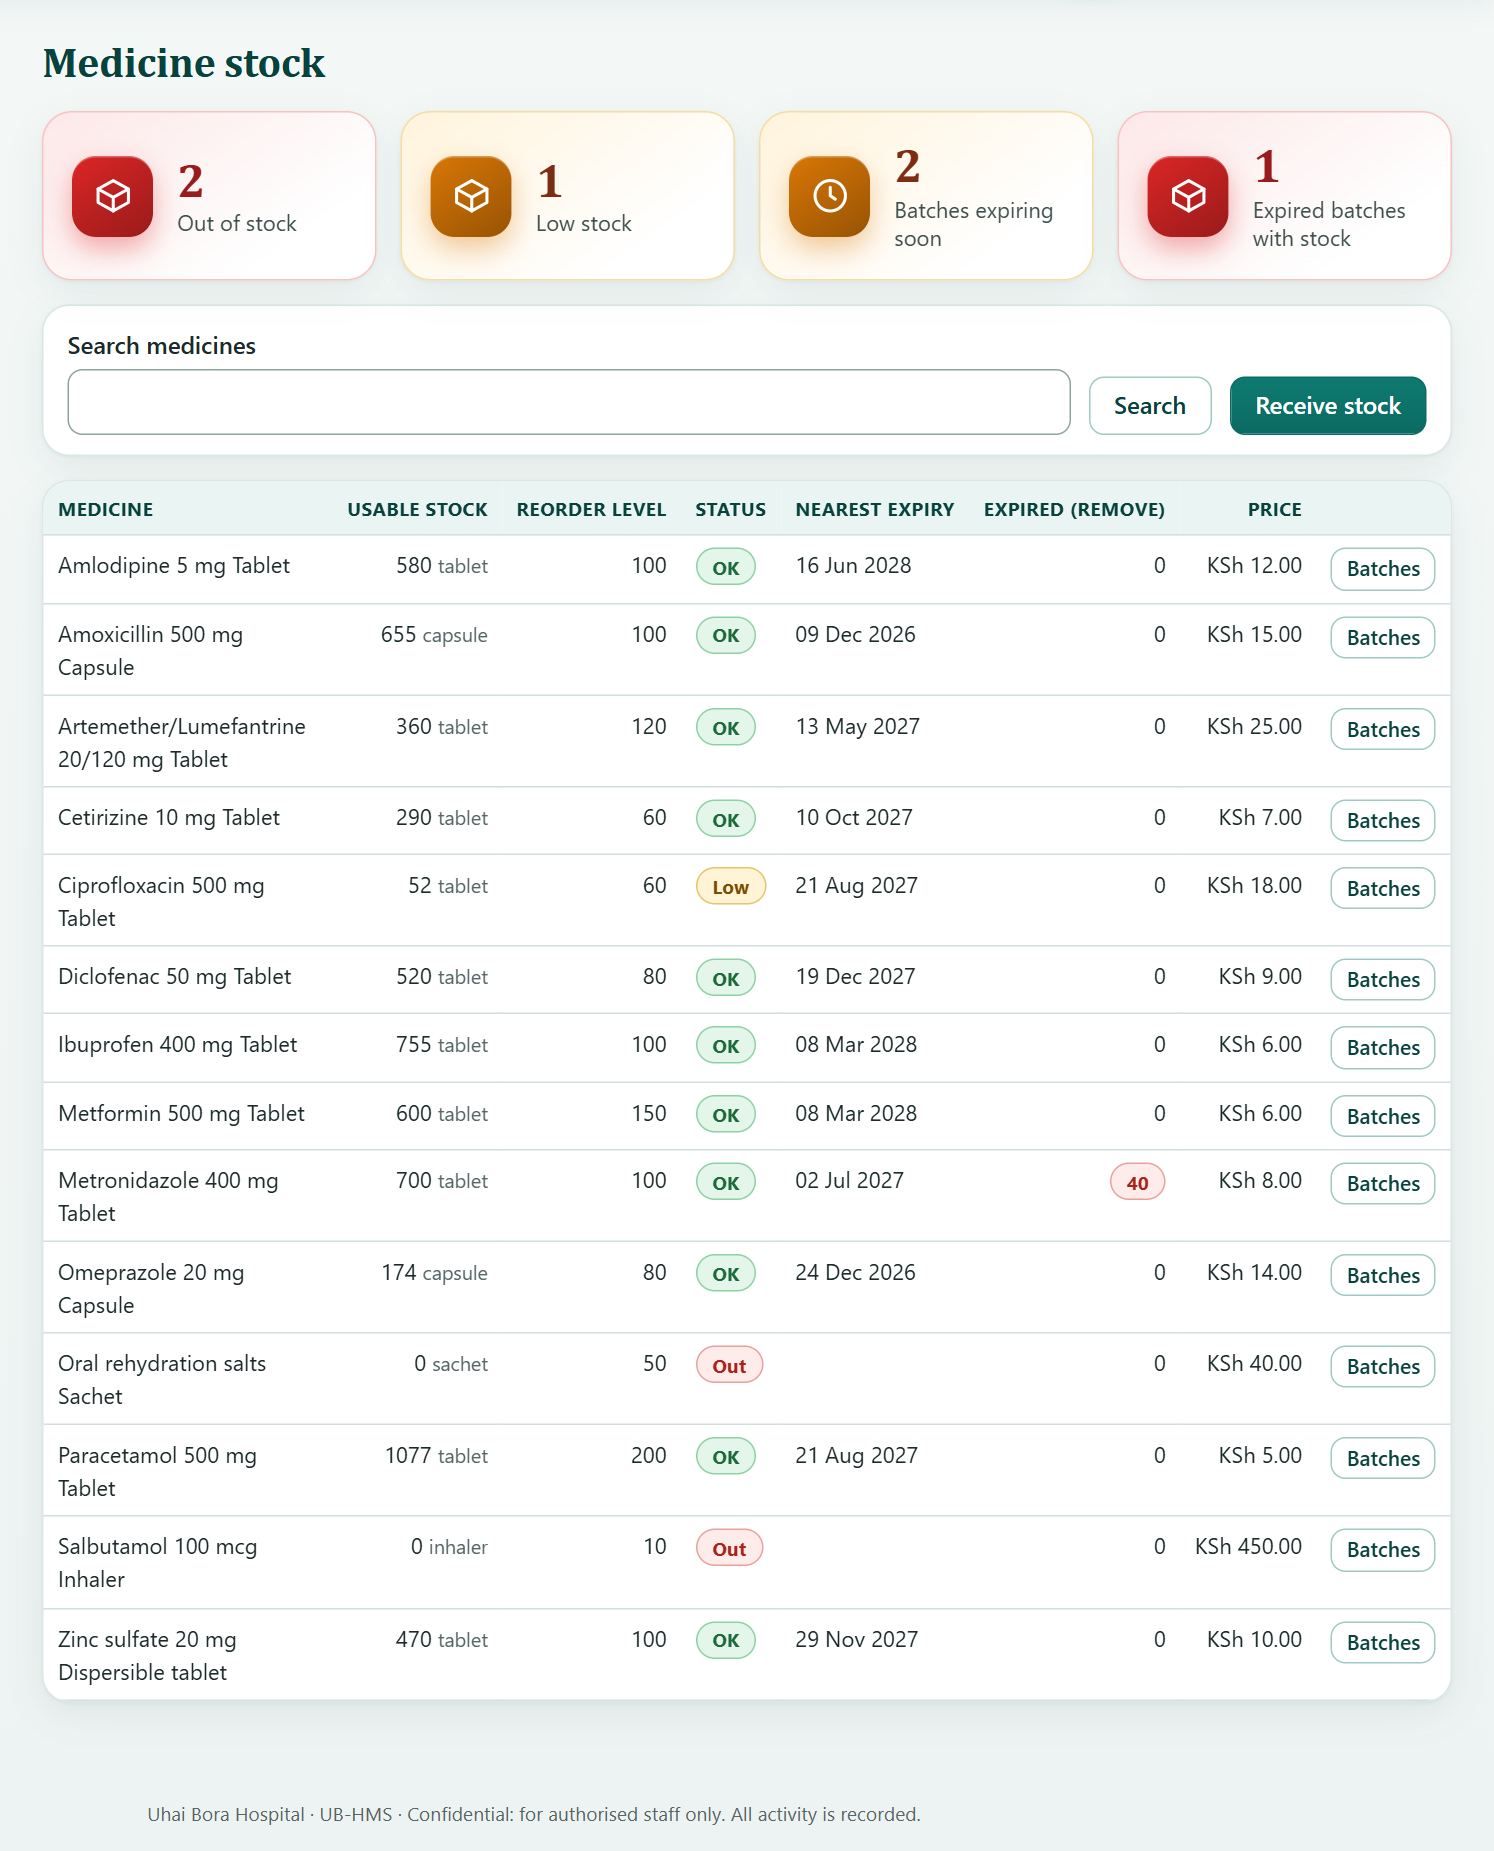 Medicine stock
2
Out of stock
1
Low stock
2
Batches expiring
soon
1
Expired batches
with stock
Search medicines
Search
Receive stock
MEDICINE USABLE STOCK REORDER LEVEL STATUS NEAREST EXPIRY EXPIRED (REMOVE) PRICE
Amlodipine 5 mg Tablet 580 tablet 100 OK 16 Jun 2028 0 KSh 12.00 Batches
Amoxicillin 500 mg 655 capsule 100 OK 09 Dec 2026 0 KSh 15.00 Batches
Capsule
Artemether/Lumefantrine 360 tablet 120 OK 13 May 2027 0 KSh 25.00 Batches
20/120 mg Tablet
Cetirizine 10 mg Tablet 290 tablet 60 OK 10 Oct 2027 0 KSh 7.00 Batches
Ciprofloxacin 500 mg 52 tablet 60 Low 21 Aug 2027 0 KSh 18.00 Batches
Tablet
Diclofenac 50 mg Tablet 520 tablet 80 OK 19 Dec 2027 0 KSh 9.00 Batches
Ibuprofen 400 mg Tablet 755 tablet 100 OK 08 Mar 2028 0 KSh 6.00 Batches
Metformin 500 mg Tablet 600 tablet 150 OK 08 Mar 2028 0 KSh 6.00 Batches
Metronidazole 400 mg 700 tablet 100 OK 02 Jul 2027 40 KSh 8.00 Batches
Tablet
Omeprazole 20 mg 174 capsule 80 OK 24 Dec 2026 0 KSh 14.00 Batches
Capsule
Oral rehydration salts 0 sachet 50 Out 0 KSh 40.00 Batches
Sachet
Paracetamol 500 mg 1077 tablet 200 OK 21 Aug 2027 0 KSh 5.00 Batches
Tablet
Salbutamol 100 mcg 0 inhaler 10 Out 0 KSh 450.00 Batches
Inhaler
Zinc sulfate 20 mg 470 tablet 100 OK 29 Nov 2027 0 KSh 10.00 Batches
Dispersible tablet
Uhai Bora Hospital · UB-HMS · Confidential: for authorised staff only. All activity is recorded.